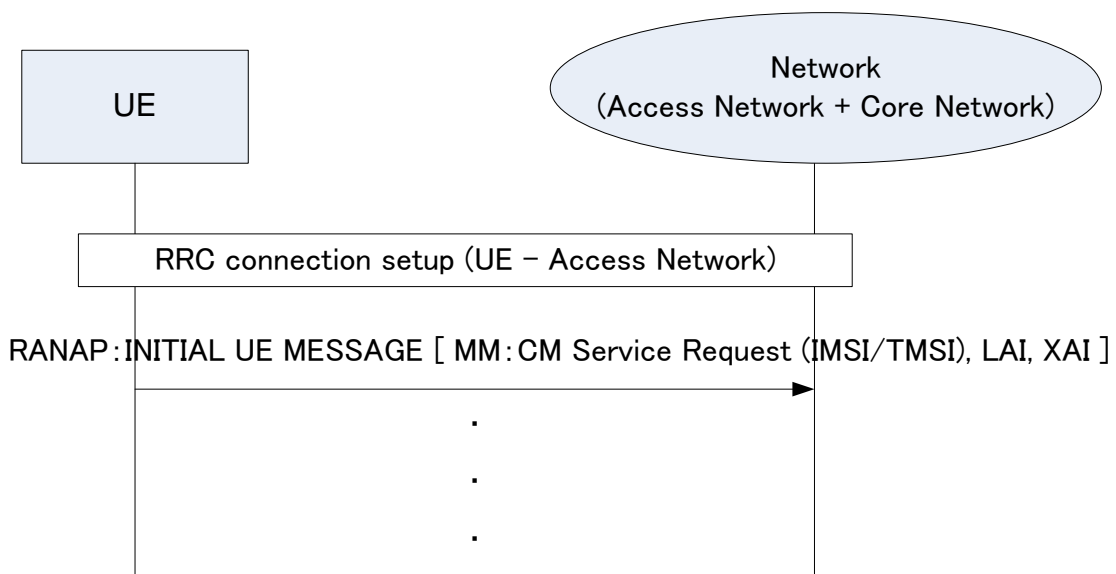 UE
Network
(Access Network + Core Network)
RRC connection setup (UE - Access Network)
RANAP:INITIAL UE MESSAGE [ MM:CM Service Request (IMSI/TMSI), LAI, XAI ]